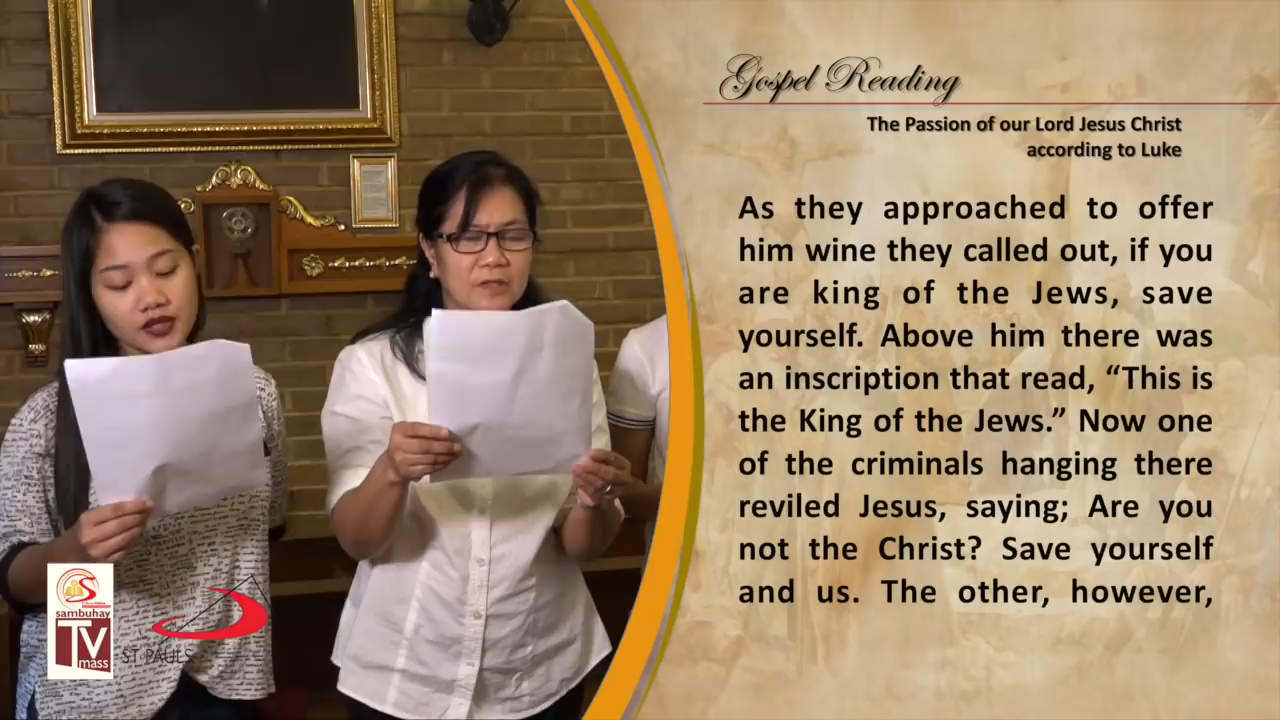 Gospel Reading
The Passion of our Lord Jesus Christ
according to Luke
As they approached to offer
him wine they called out, if you
are king of the Jews, save
yourself. Above him there was
an inscription that read, “This is
the King of the Jews.” Now one
of the criminals hanging there
reviled Jesus, saying; Are you
not the Christ? Save yourself
and us. The other, however,
sambuhay
TV
mass
ST PAULS